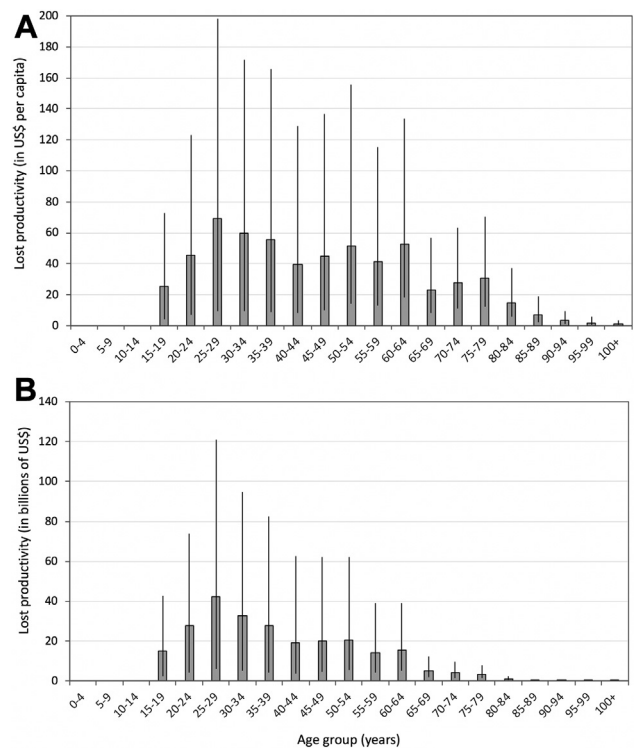 A
Lost productivity (in US$ per capita)
200
180
160
140
120
100
80
60
40
20
0
0-4 5-9 10-14 15-19 20-24 25-29 30-34 35-39 40-44 45-49 50-54 55-59 60-64 65-69 70-74 75-79 80-84 85-89 90-94 95-99 100+
B
Lost productivity (in billions of US$)
140
120
100
80
60
40
20
0
0-4 5-9 10-14 15-19 20-24 25-29 30-34 35-39 40-44 45-49 50-54 55-59 60-64 65-69 70-74 75-79 80-84 85-89 90-94 95-99 100+
Age group (years)